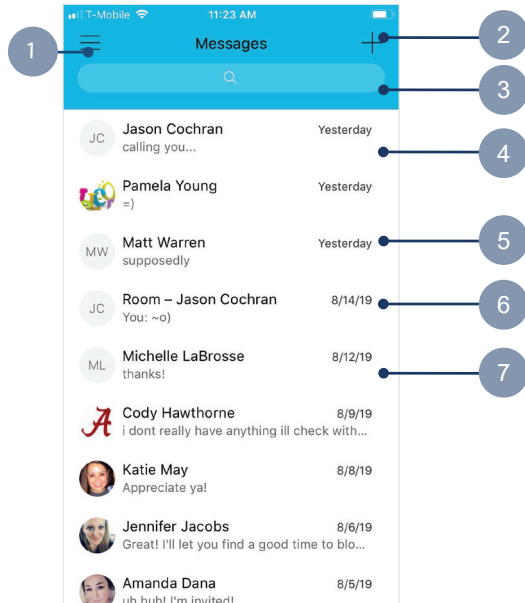 T-Mobile 11:23 AM
1
Messages
2
3
JC
Jason Cochran Yesterday
calling you...
4
Pamela Young Yesterday
=)
MW
Matt Warren Yesterday
supposedly
5
JC
Room – Jason Cochran 8/14/19
You: ~o)
6
ML
Michelle LaBrosse 8/12/19
thanks!
7
A
Cody Hawthorne 8/9/19
i dont really have anything ill check with...
Katie May 8/8/19
Appreciate ya!
Jennifer Jacobs 8/6/19
Great! I'll let you find a good time to blo...
Amanda Dana 8/5/19
uh huh! I'm invited!